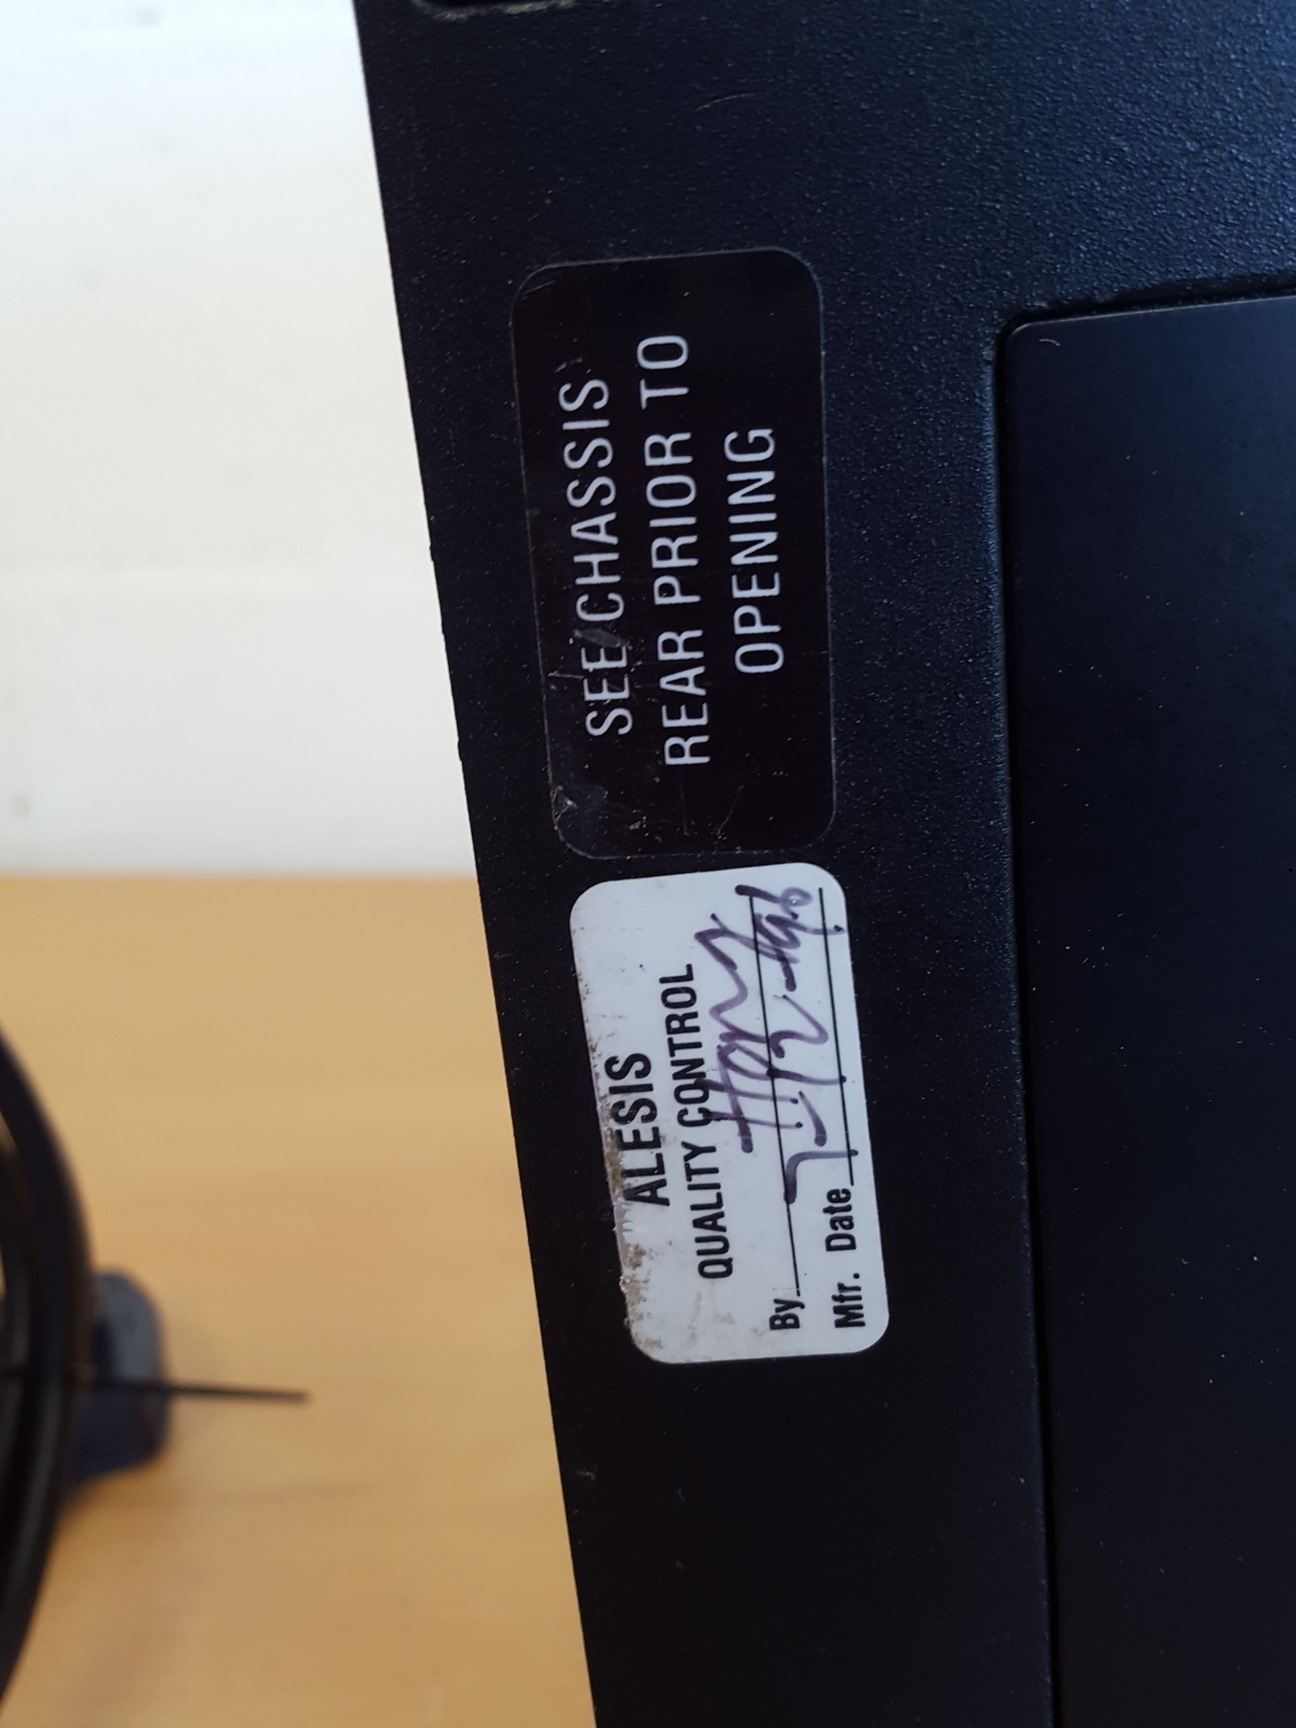 SEE CHASSIS
REAR PRIOR TO
OPENING
ALESIS
QUALITY CONTROL
By
Mfr. Date